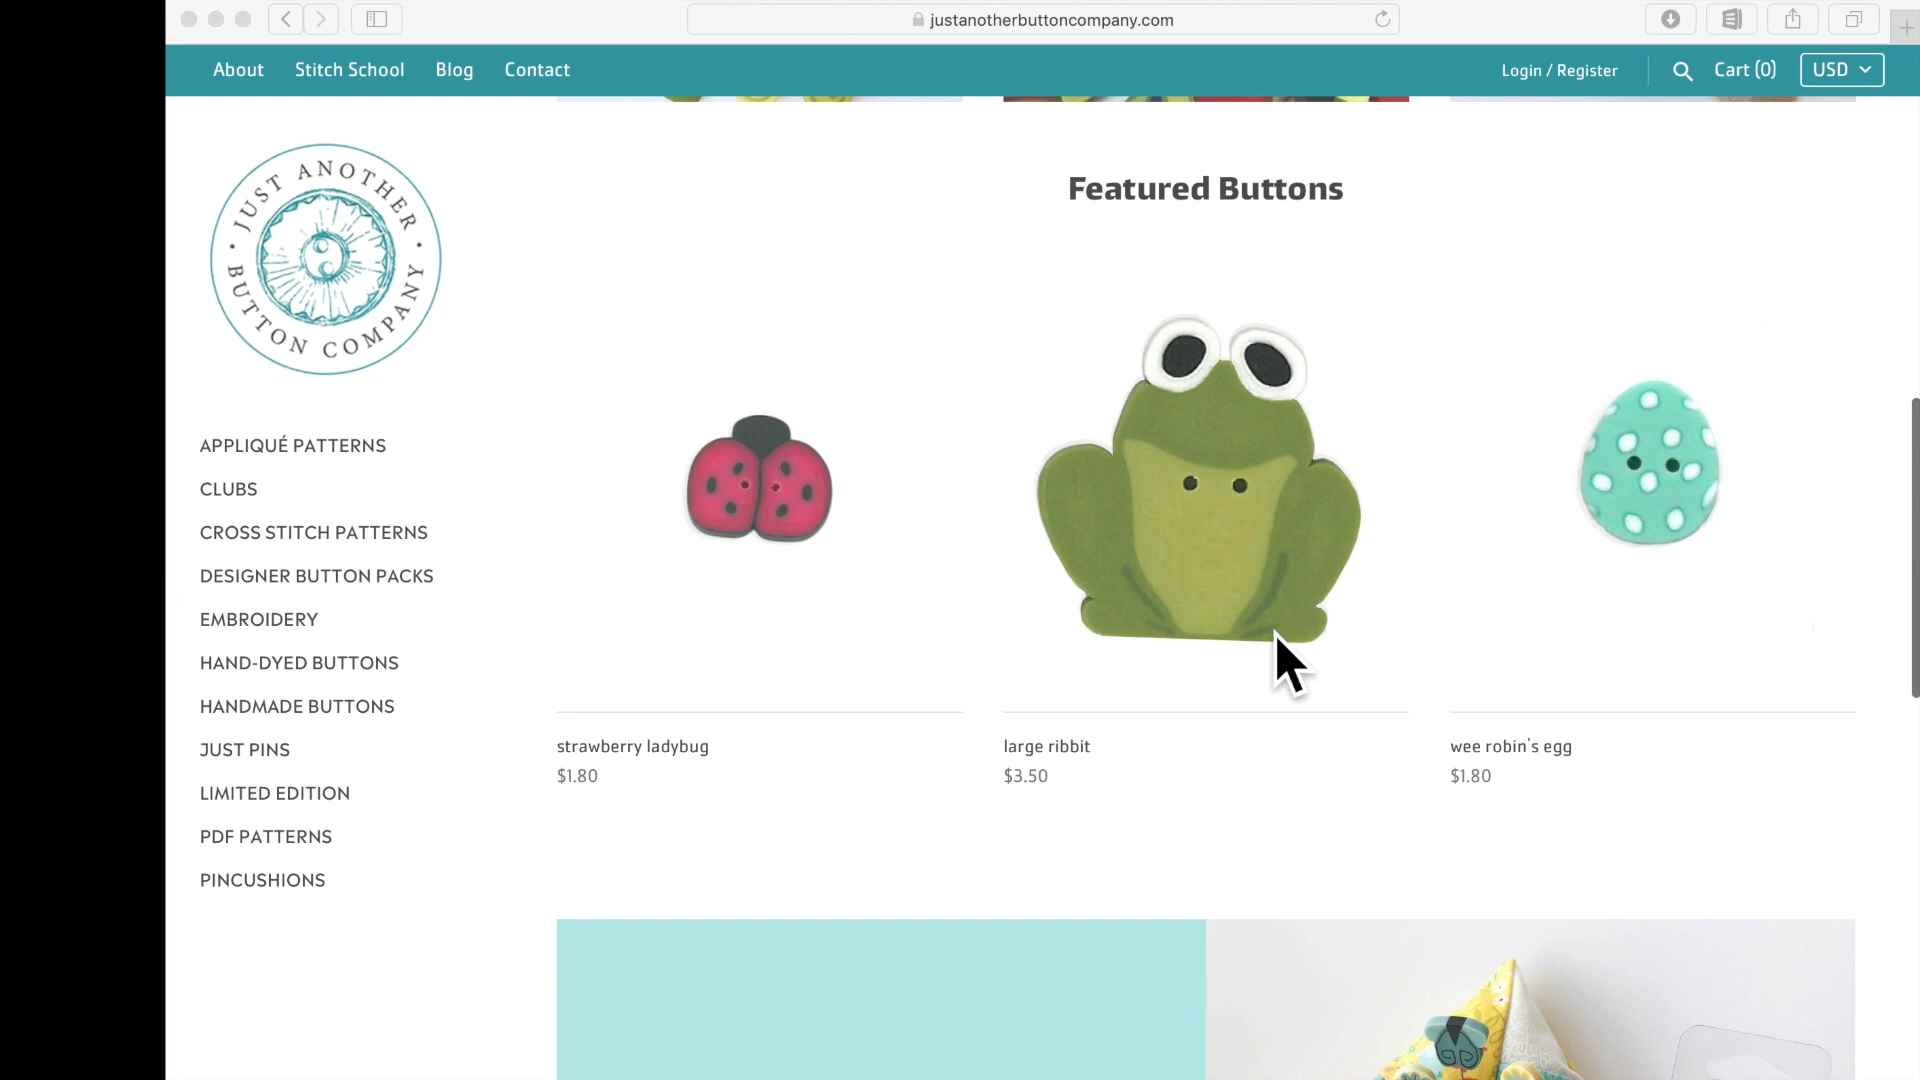 justanotherbuttoncompany.com
About Stitch School Blog Contact Login / Register Cart (0) USD
JUST ANOTHER
BUTTON COMPANY
APPLIQUÉ PATTERNS
CLUBS
CROSS STITCH PATTERNS
DESIGNER BUTTON PACKS
EMBROIDERY
HAND-DYED BUTTONS
HANDMADE BUTTONS
JUST PINS
LIMITED EDITION
PDF PATTERNS
PINCUSHIONS
Featured Buttons
strawberry ladybug
$1.80
large ribbit
$3.50
wee robin's egg
$1.80